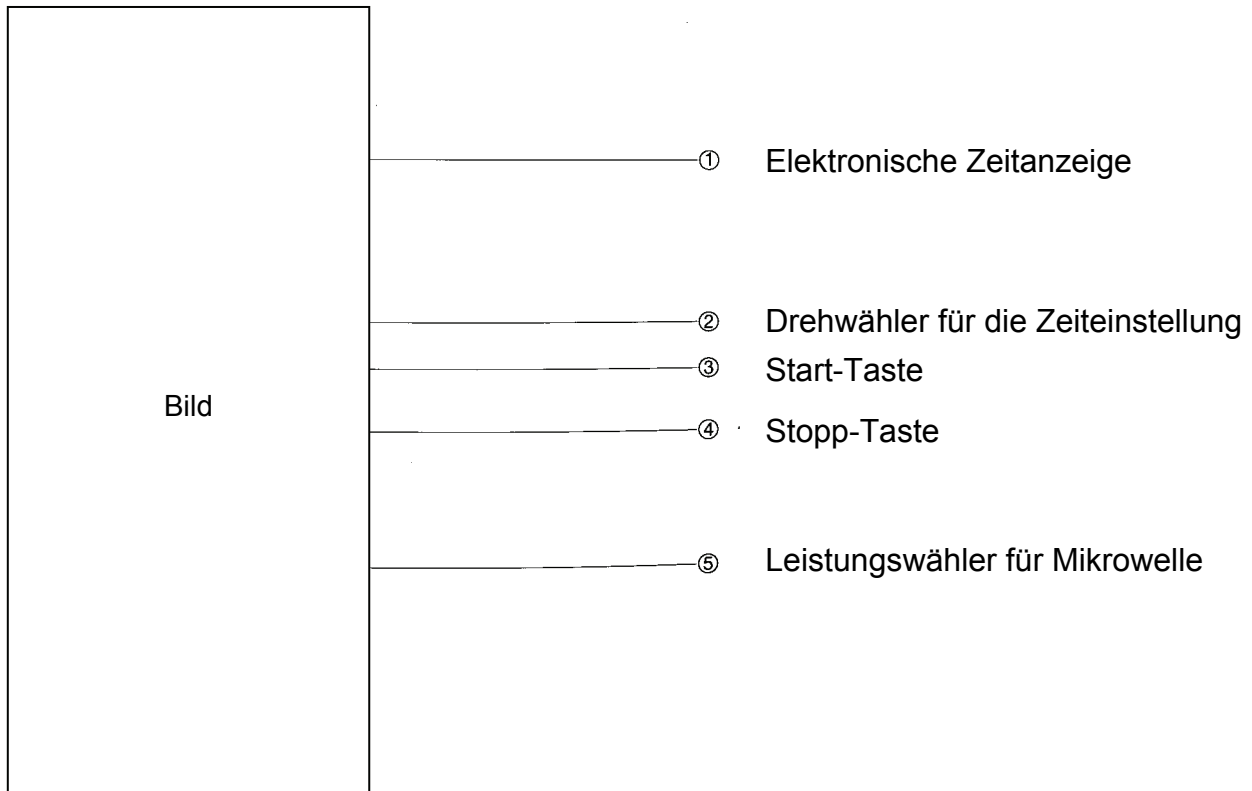 ① Elektronische Zeitanzeige
② Drehwähler für die Zeiteinstellung
③ Start-Taste
Bild
④ Stopp-Taste
⑤ Leistungswähler für Mikrowelle